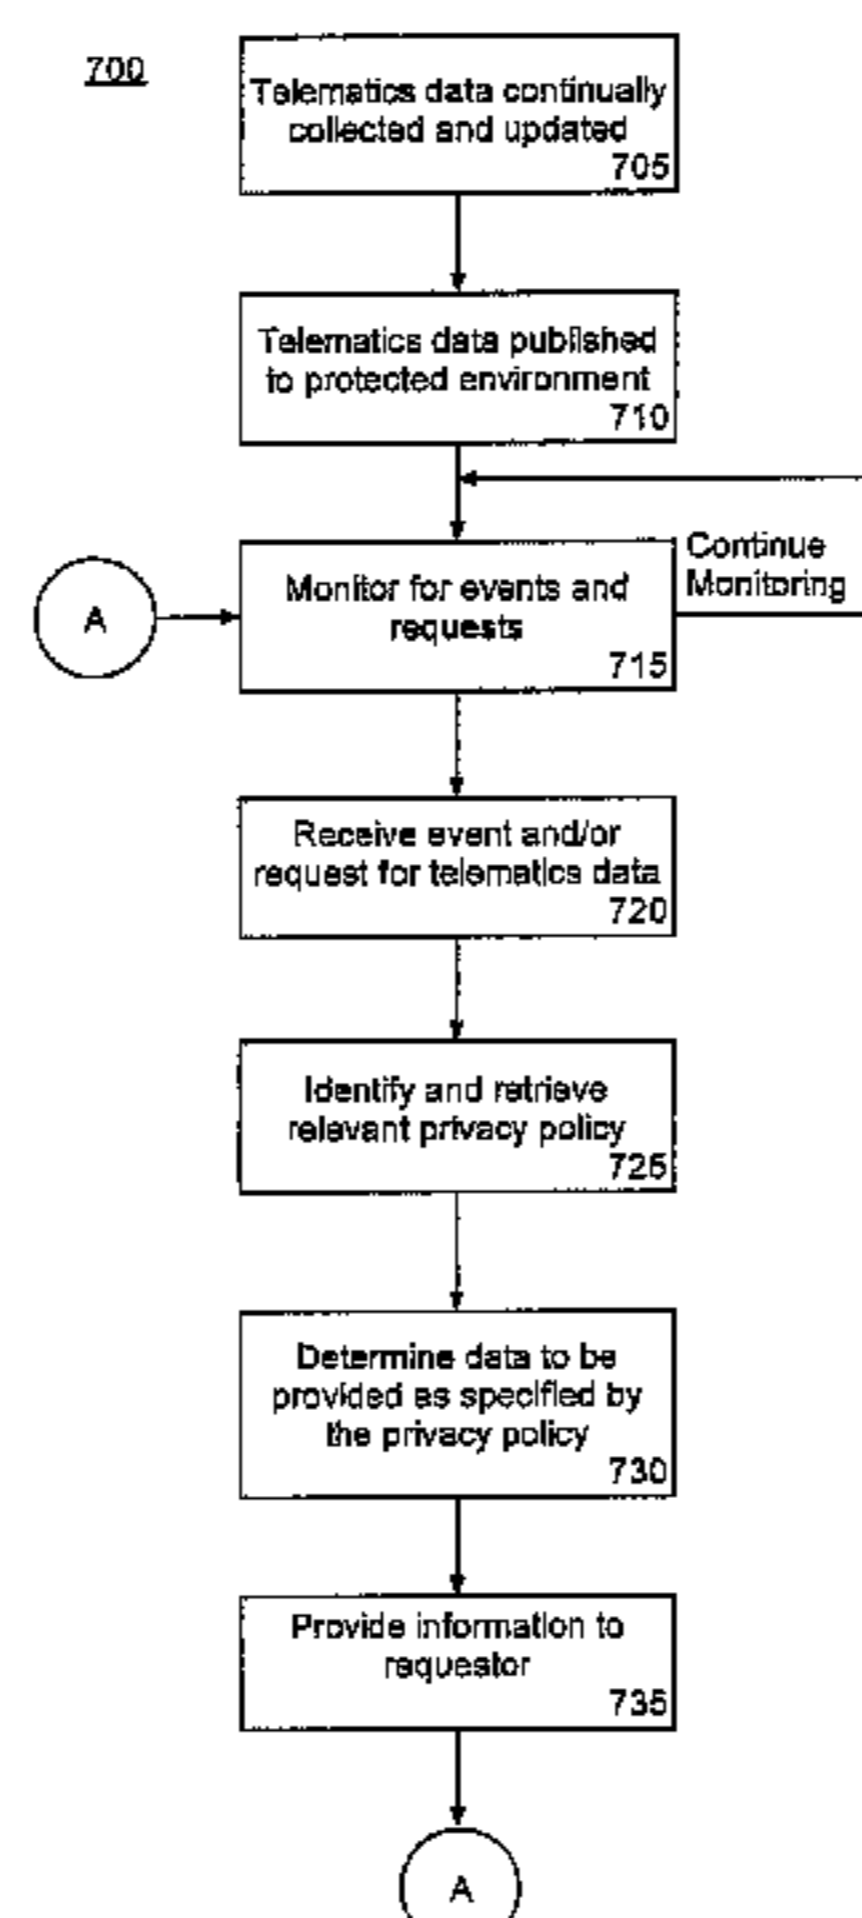 700
Telematics data continually
collected and updated
705
Telematics data published
to protected environment
710
Continue
Monitoring
A
Monitor for events and
requests
715
Receive event and/or
request for telematics data
720
Identify and retrieve
relevant privacy policy
725
Determine data to be
provided as specified by
the privacy policy
730
Provide information to
requestor
735
A